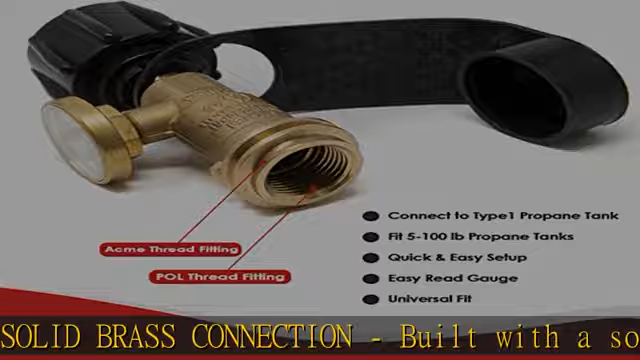 Acme Thread Fitting
POL Thread Fitting
Connect to Type1 Propane Tank
Fit 5-100 lb Propane Tanks
Quick & Easy Setup
Easy Read Gauge
Universal Fit
SOLID BRASS CONNECTION - Built with a so